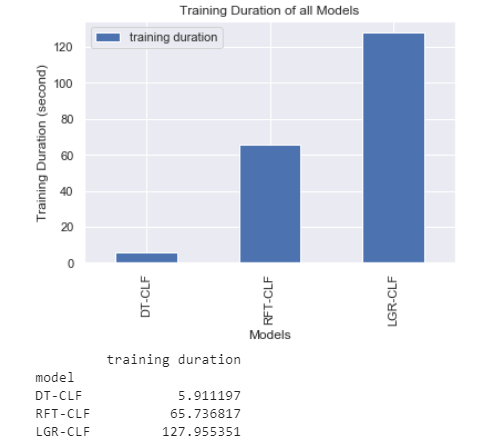 Training Duration of all Models
training duration
Training Duration (second)
120
100
80
60
40
20
0
DT-CLF
RFT-CLF
LGR-CLF
Models
training duration
model
DT-CLF 5.911197
RFT-CLF 65.736817
LGR-CLF 127.955351